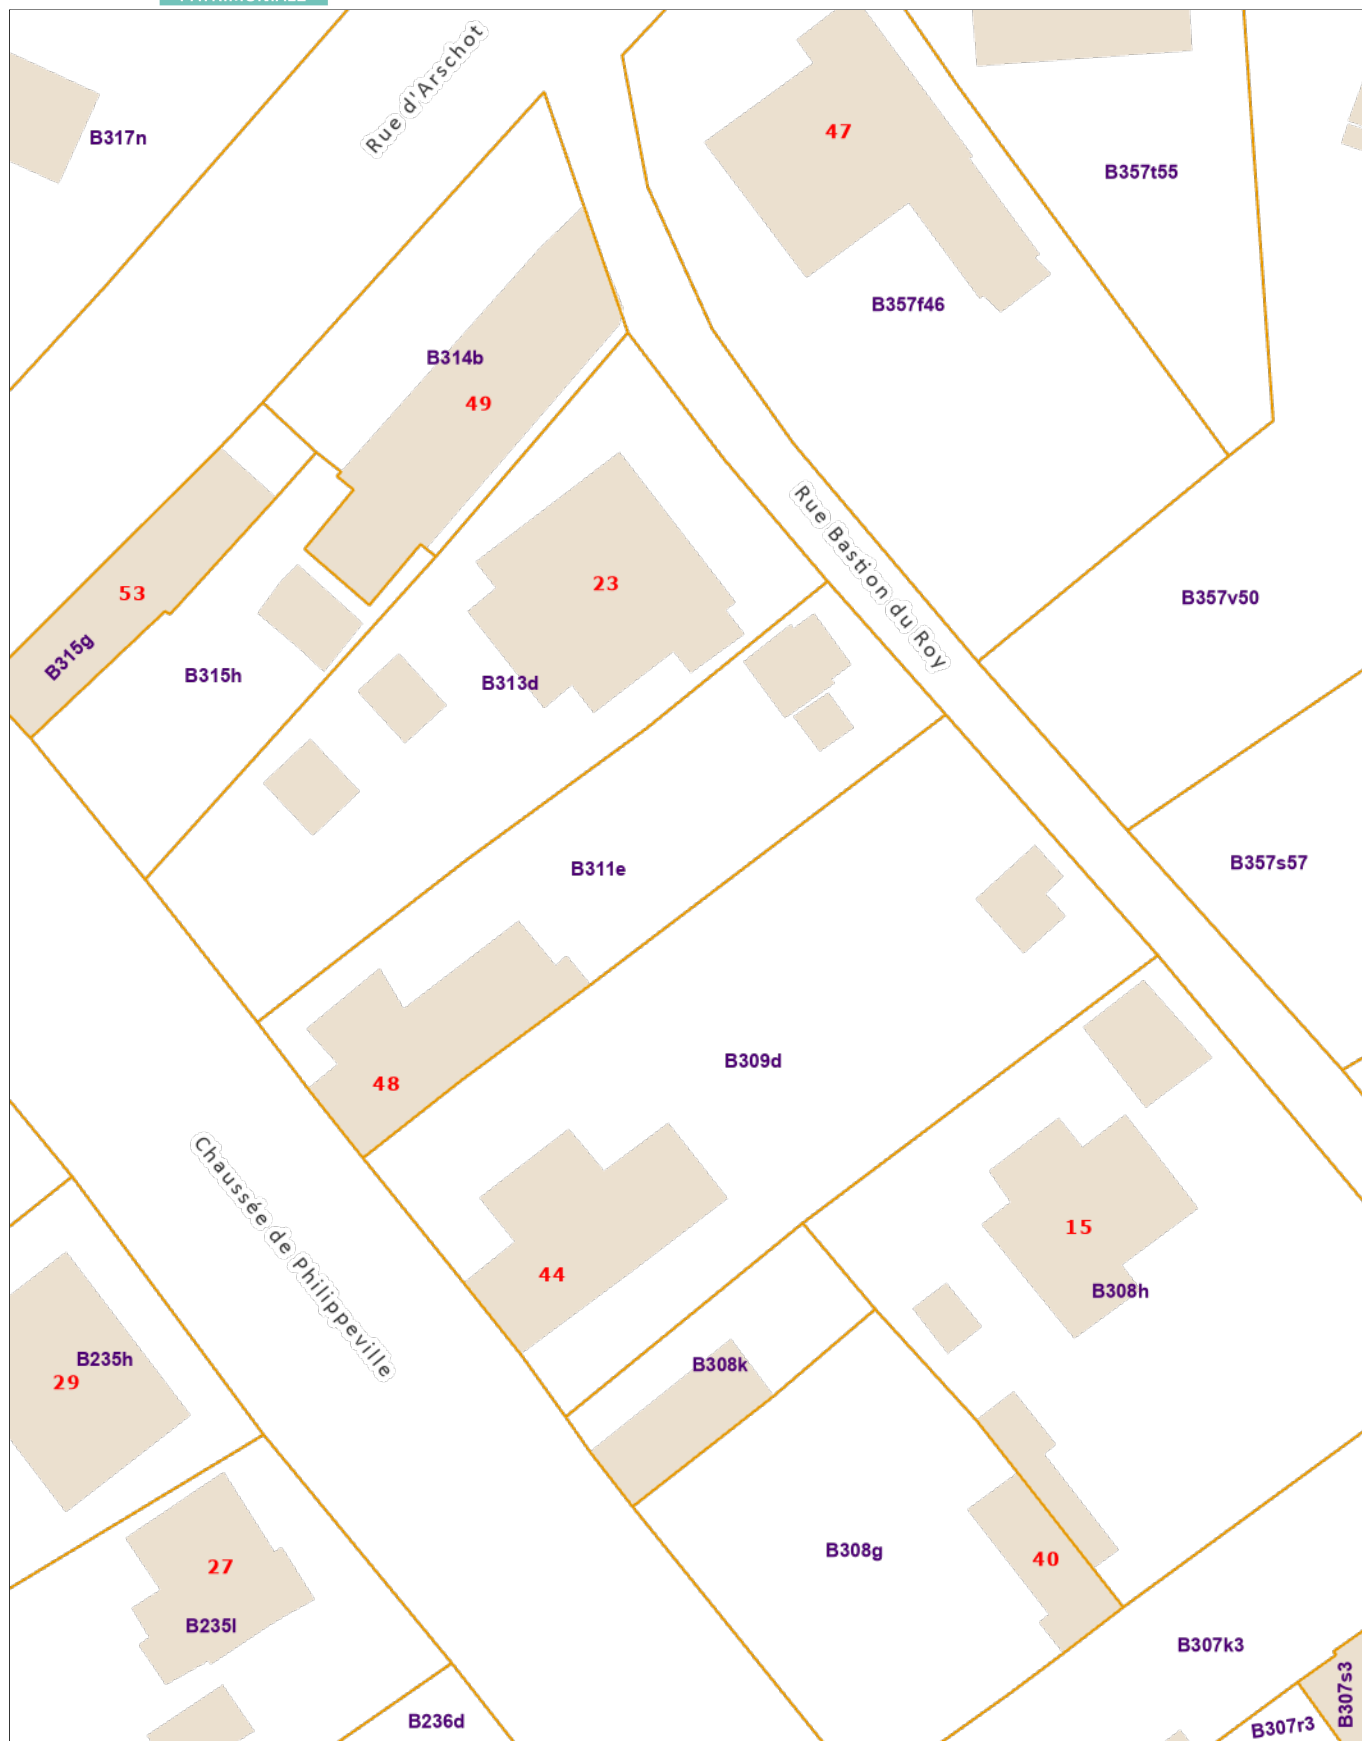 Rue d'Arschot
B317n
47
B357t55
B357f46
B314b
49
53
B315g
B315h
23
B313d
Rue Bastion du Roy
B357v50
B311e
B357s57
48
B309d
Chaussée de Philippeville
44
15
B308h
B235h
29
B308k
B308g
40
27
B235l
B307k3
B307s3
B307r3
B236d